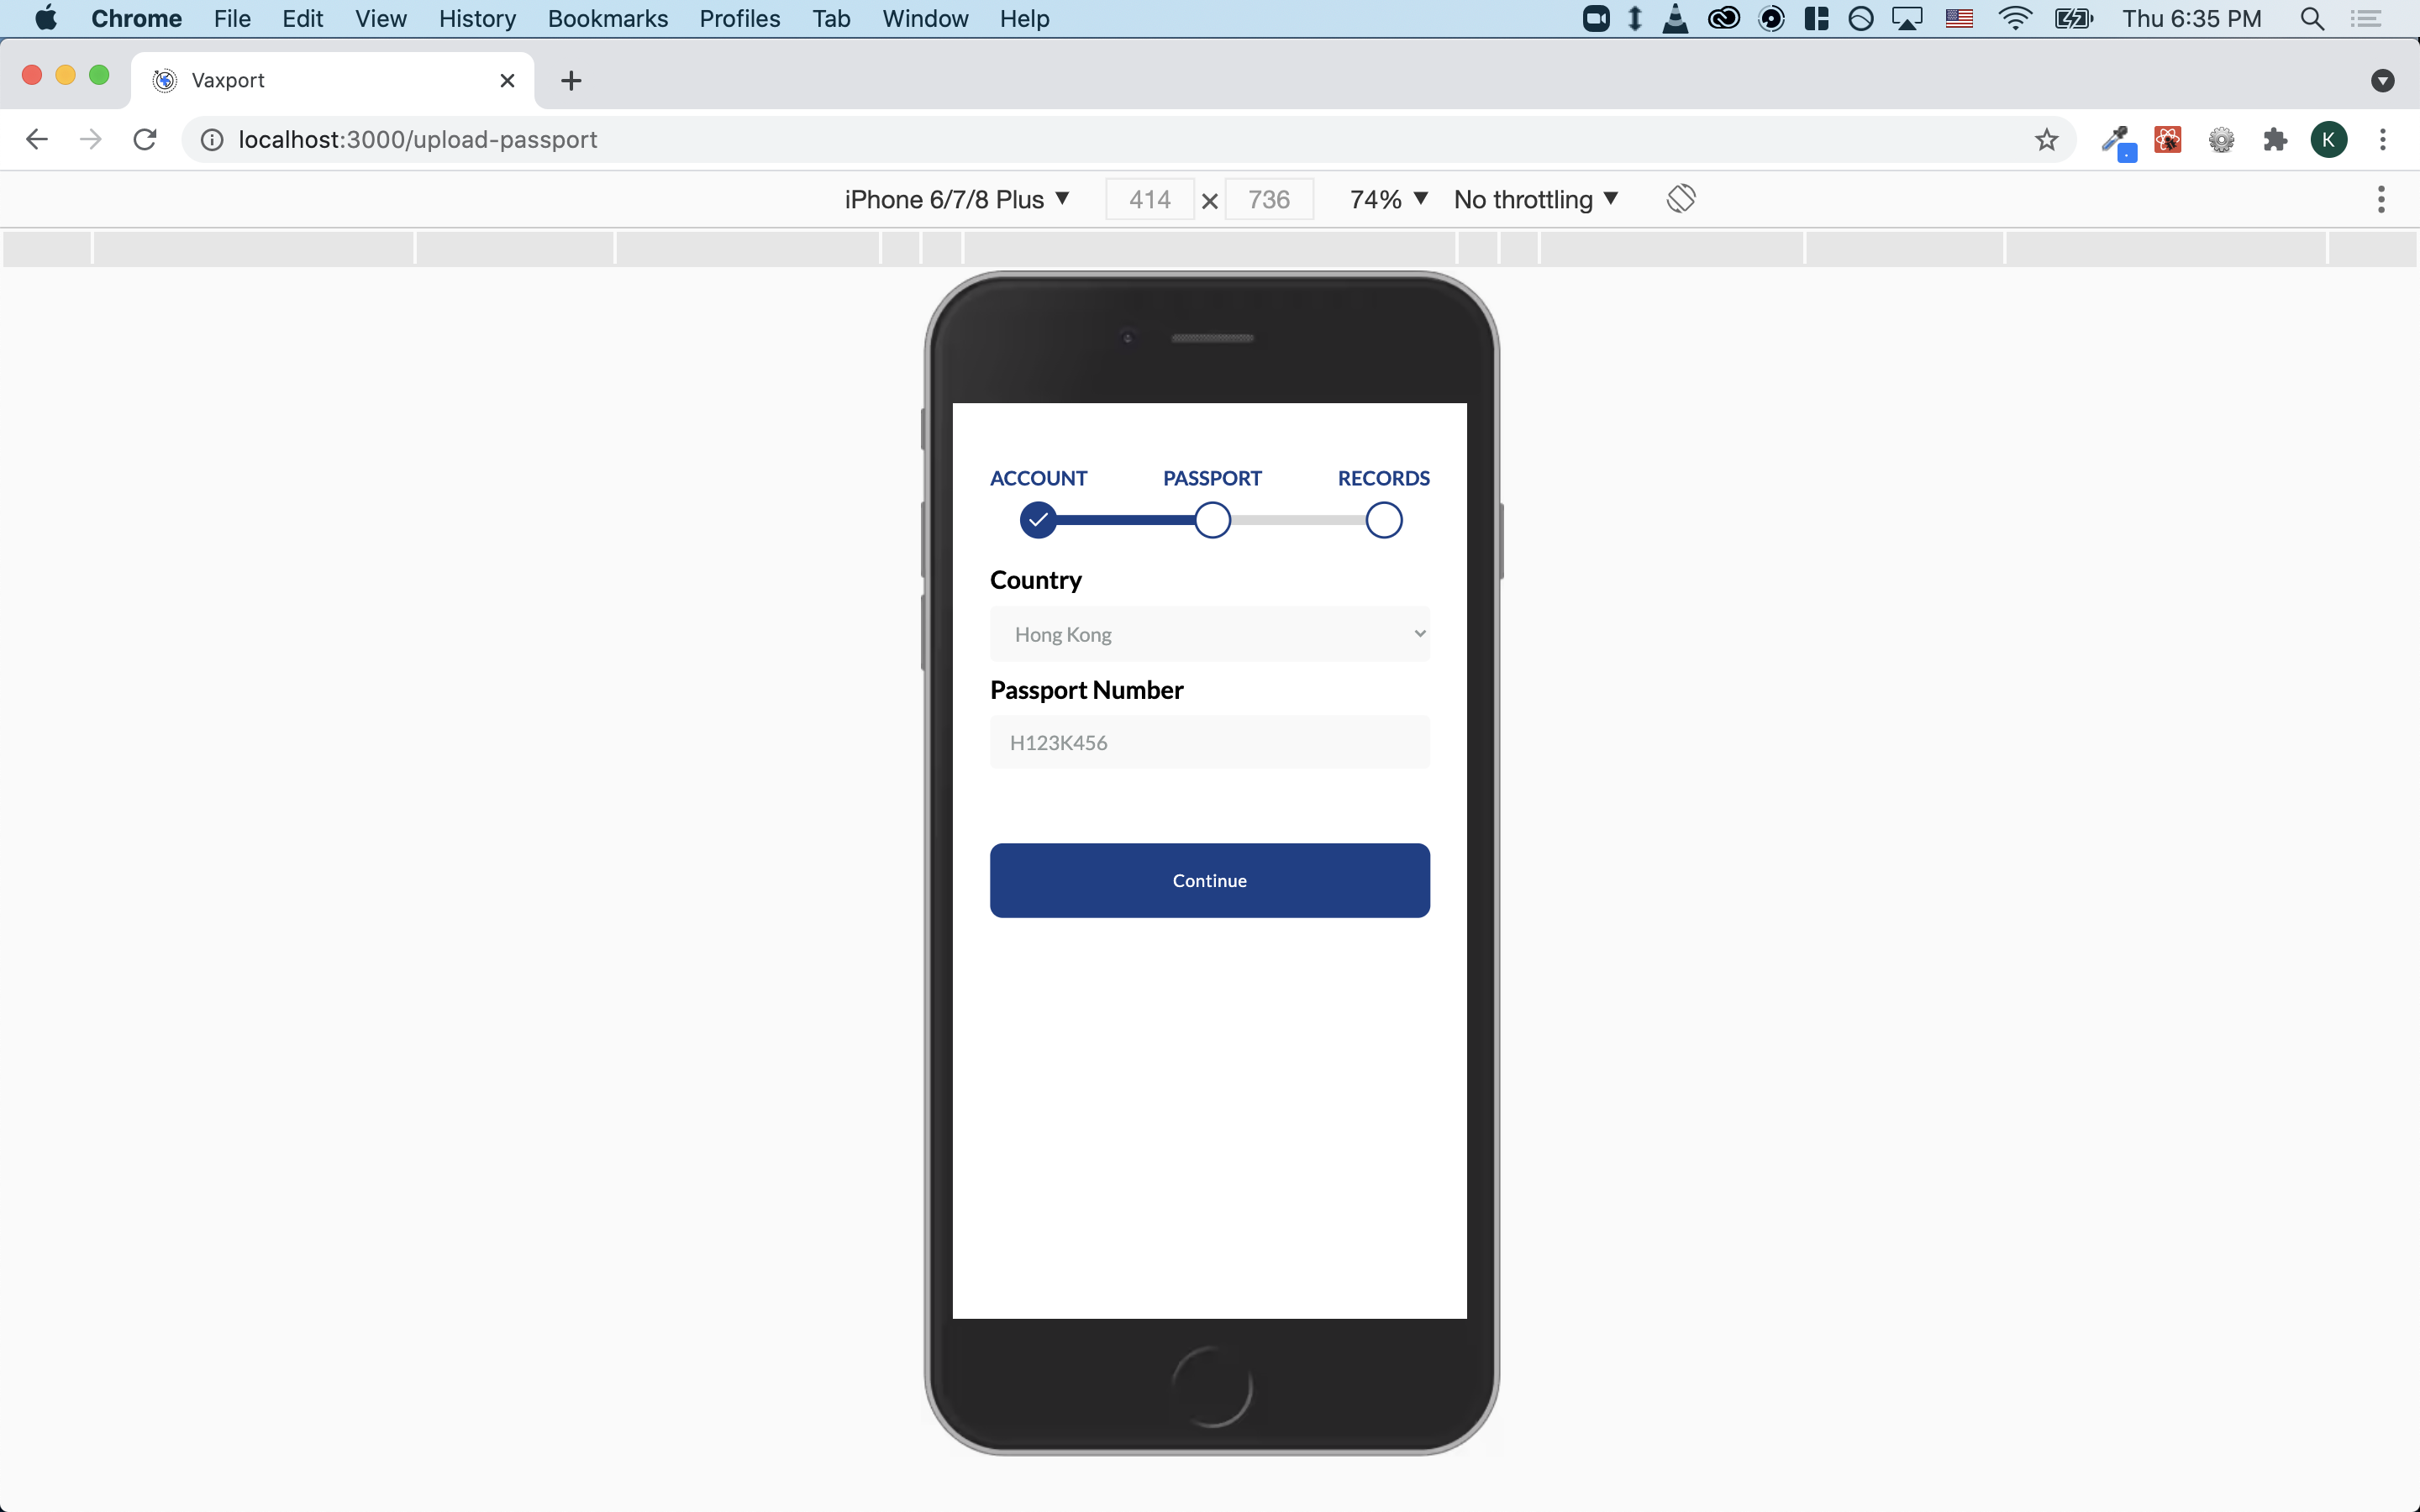 Chrome File Edit View History Bookmarks Profiles Tab Window Help Thu 6:35 PM
Vaxport
localhost:3000/upload-passport K
iPhone 6/7/8 Plus ▼ 414 × 736 74% ▼ No throttling ▼
ACCOUNT PASSPORT RECORDS
Country
Hong Kong
Passport Number
H123K456
Continue